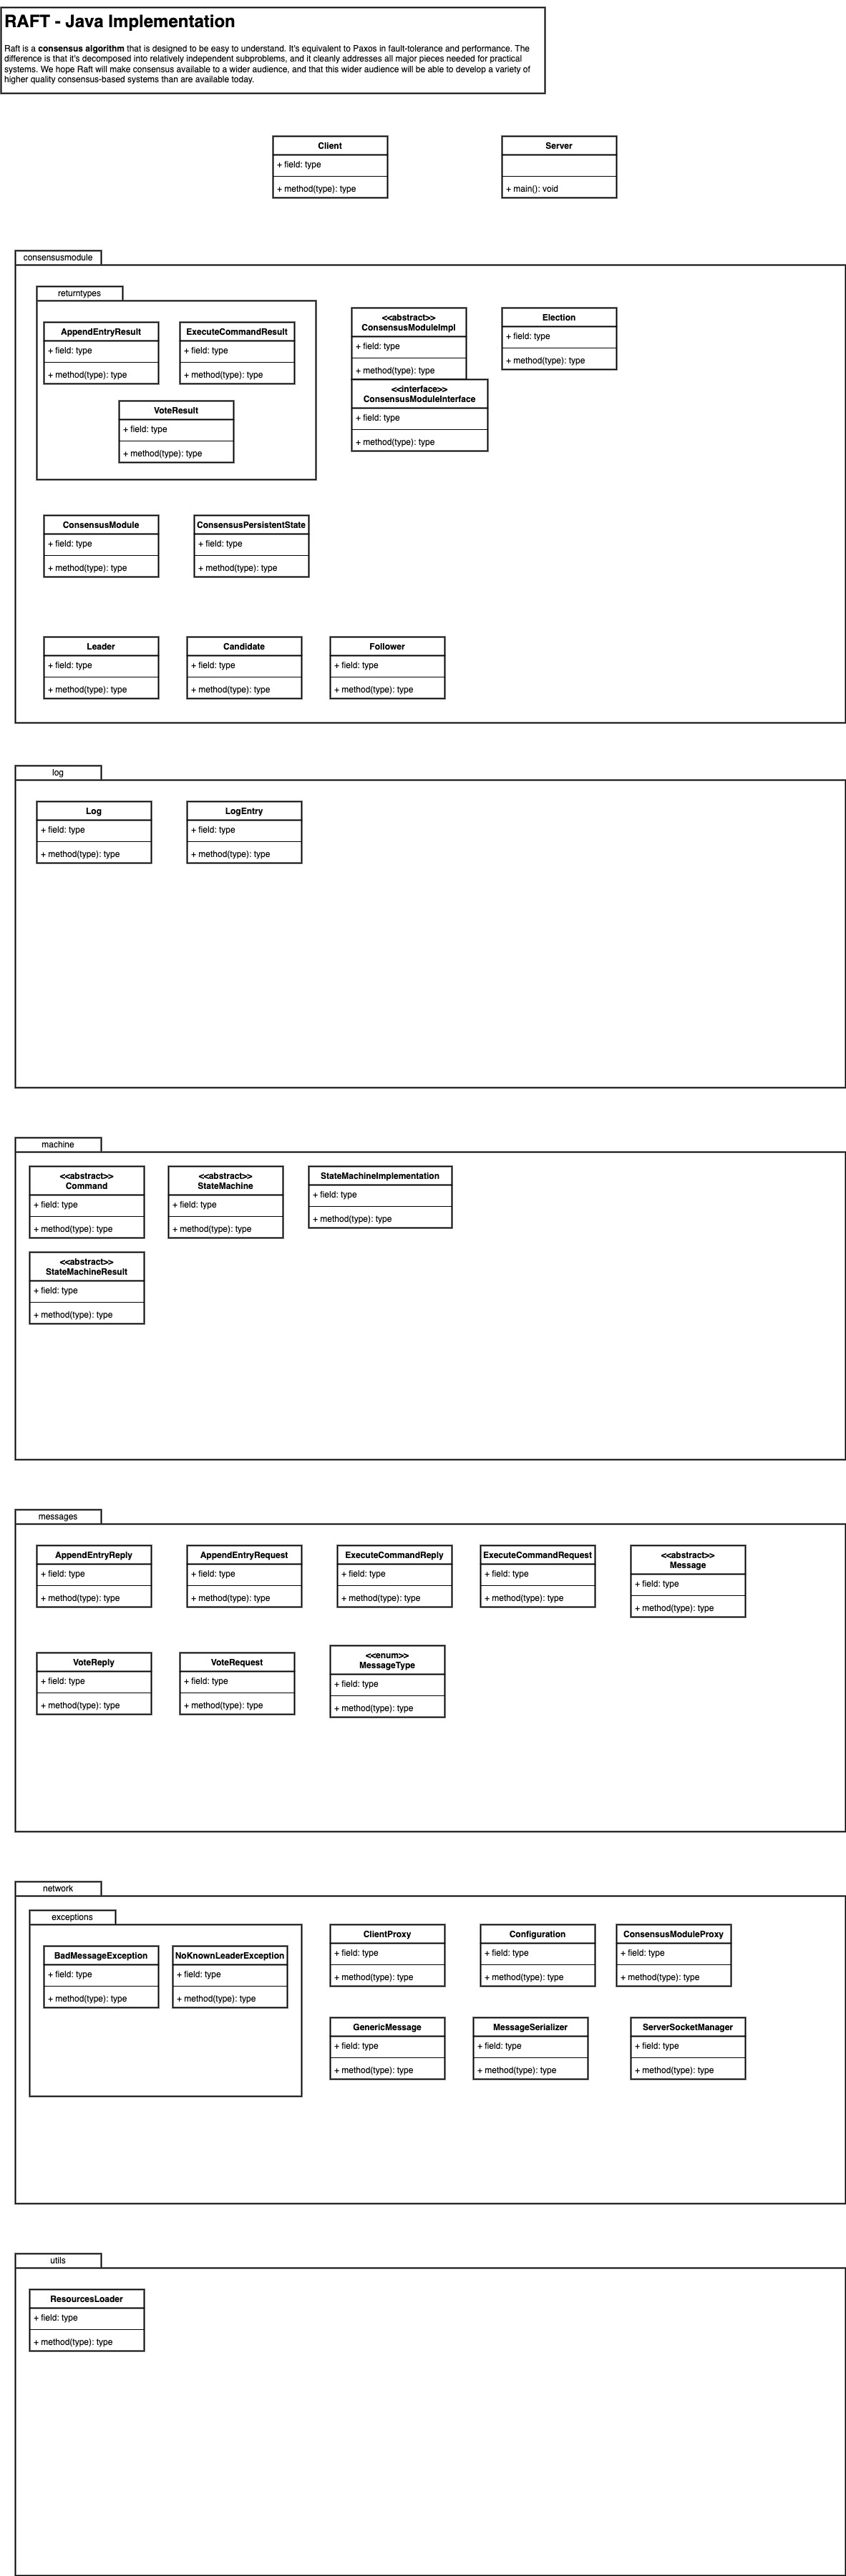 RAFT - Java Implementation
Raft is a consensus algorithm that is designed to be easy to understand. It's equivalent to Paxos in fault-tolerance and performance. The
difference is that it's decomposed into relatively independent subproblems, and it cleanly addresses all major pieces needed for practical
systems. We hope Raft will make consensus available to a wider audience, and that this wider audience will be able to develop a variety of
higher quality consensus-based systems than are available today.
Client
+ field: type
+ method(type): type
Server
+ main(): void
consensusmodule
returntypes
AppendEntryResult
+ field: type
+ method(type): type
ExecuteCommandResult
+ field: type
+ method(type): type
VoteResult
+ field: type
+ method(type): type
<<abstract>>
ConsensusModuleImpl
+ field: type
+ method(type): type
<<interface>>
ConsensusModuleInterface
+ field: type
+ method(type): type
Election
+ field: type
+ method(type): type
ConsensusModule
+ field: type
+ method(type): type
ConsensusPersistentState
+ field: type
+ method(type): type
Leader
+ field: type
+ method(type): type
Candidate
+ field: type
+ method(type): type
Follower
+ field: type
+ method(type): type
log
Log
+ field: type
+ method(type): type
LogEntry
+ field: type
+ method(type): type
machine
<<abstract>>
Command
+ field: type
+ method(type): type
<<abstract>>
StateMachine
+ field: type
+ method(type): type
StateMachineImplementation
+ field: type
+ method(type): type
<<abstract>>
StateMachineResult
+ field: type
+ method(type): type
messages
AppendEntryReply
+ field: type
+ method(type): type
AppendEntryRequest
+ field: type
+ method(type): type
ExecuteCommandReply
+ field: type
+ method(type): type
ExecuteCommandRequest
+ field: type
+ method(type): type
<<abstract>>
Message
+ field: type
+ method(type): type
VoteReply
+ field: type
+ method(type): type
VoteRequest
+ field: type
+ method(type): type
<<enum>>
MessageType
+ field: type
+ method(type): type
network
exceptions
BadMessageException
+ field: type
+ method(type): type
NoKnownLeaderException
+ field: type
+ method(type): type
ClientProxy
+ field: type
+ method(type): type
Configuration
+ field: type
+ method(type): type
ConsensusModuleProxy
+ field: type
+ method(type): type
GenericMessage
+ field: type
+ method(type): type
MessageSerializer
+ field: type
+ method(type): type
ServerSocketManager
+ field: type
+ method(type): type
utils
ResourcesLoader
+ field: type
+ method(type): type